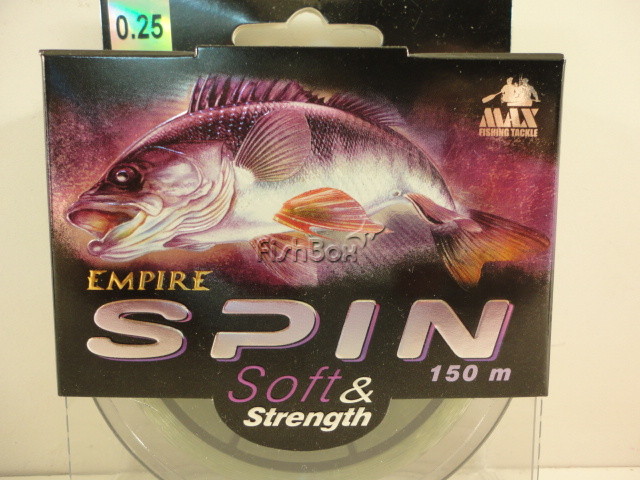 0.25
MAX
FISHING TACKLE
FishBox
EMPIRE
SPIN
150 m
Soft &
Strength